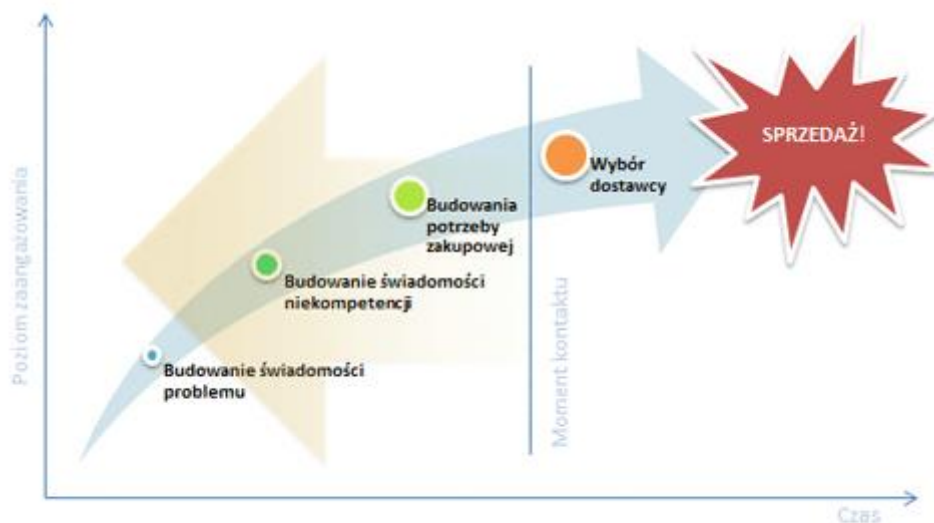 Poziom zaangażowania
SPRZEDAŻ!
Wybór
dostawcy
Budowania
potrzeby
zakupowej
Budowanie świadomości
niekompetencji
Budowanie świadomości
problemu
Moment kontaktu
Czas